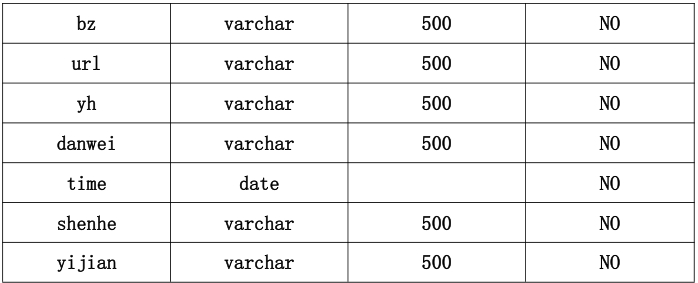 bz varchar 500 NO
url varchar 500 NO
yh varchar 500 NO
danwei varchar 500 NO
time date NO
shenhe varchar 500 NO
yijian varchar 500 NO